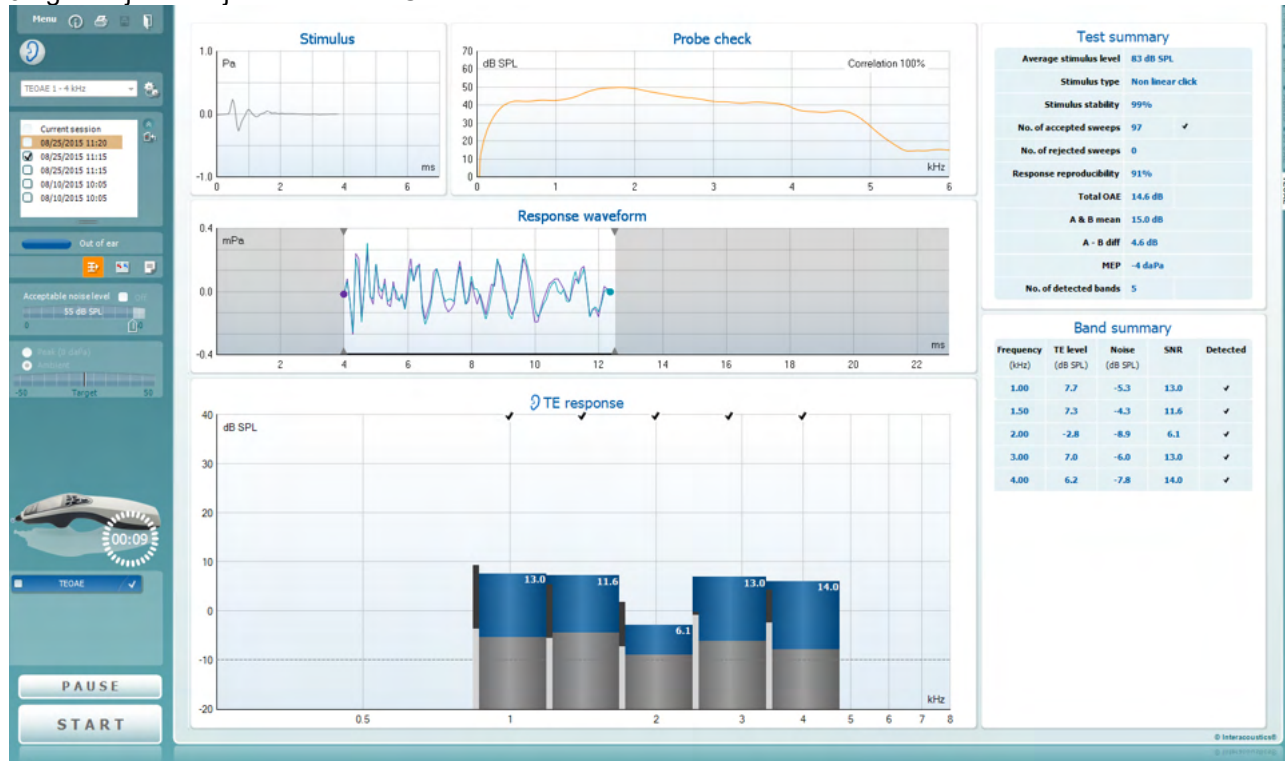 Menu
TEOAE 1 - 4 kHz
Current session
08/25/2015 11:20
08/25/2015 11:15
08/25/2015 11:15
08/10/2015 10:05
08/10/2015 10:05
Out of ear
Acceptable noise level Off
55 dB SPL
0
Peak (0 daPa)
Ambient
-50 Target 50
00:09
TEOAE
PAUSE
START
Stimulus
Pa
1.0
0.0
-1.0
ms
0 2 4 6
Probe check
dB SPL
Correlation 100%
70
60
50
40
30
20
10
0
kHz
0 1 2 3 4 5 6
Response waveform
mPa
0.4
0.0
-0.4
ms
2 4 6 8 10 12 14 16 18 20 22
TE response
dB SPL
40
30
20
10
0
-10
-20
13.0 11.6 6.1 13.0 14.0
kHz
0.5 1 2 3 4 5 6 7 8
Test summary
Average stimulus level 83 dB SPL
Stimulus type Non linear click
Stimulus stability 99%
No. of accepted sweeps 97 ✓
No. of rejected sweeps 0
Response reproducibility 91%
Total OAE 14.6 dB
A & B mean 15.0 dB
A - B diff 4.6 dB
MEP -4 daPa
No. of detected bands 5
Band summary
Frequency TE level Noise SNR Detected
(kHz) (dB SPL) (dB SPL)
1.00 7.7 -5.3 13.0 ✓
1.50 7.3 -4.3 11.6 ✓
2.00 -2.8 -8.9 6.1 ✓
3.00 7.0 -6.0 13.0 ✓
4.00 6.2 -7.8 14.0 ✓
© Interacoustics®